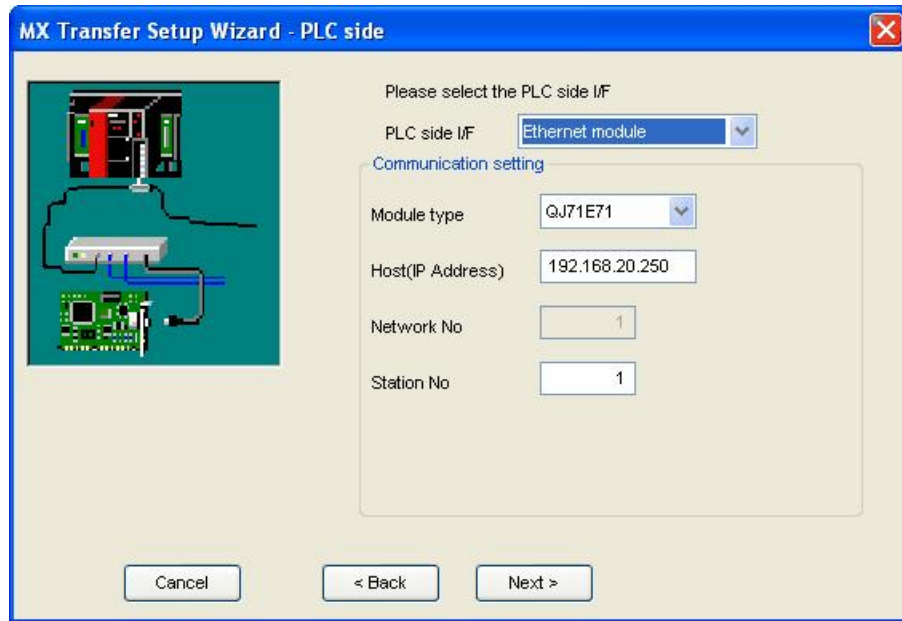 MX Transfer Setup Wizard - PLC side
Please select the PLC side I/F
PLC side I/F Ethernet module
Communication setting
Module type QJ71E71
Host(IP Address) 192.168.20.250
Network No 1
Station No 1
Cancel < Back Next >